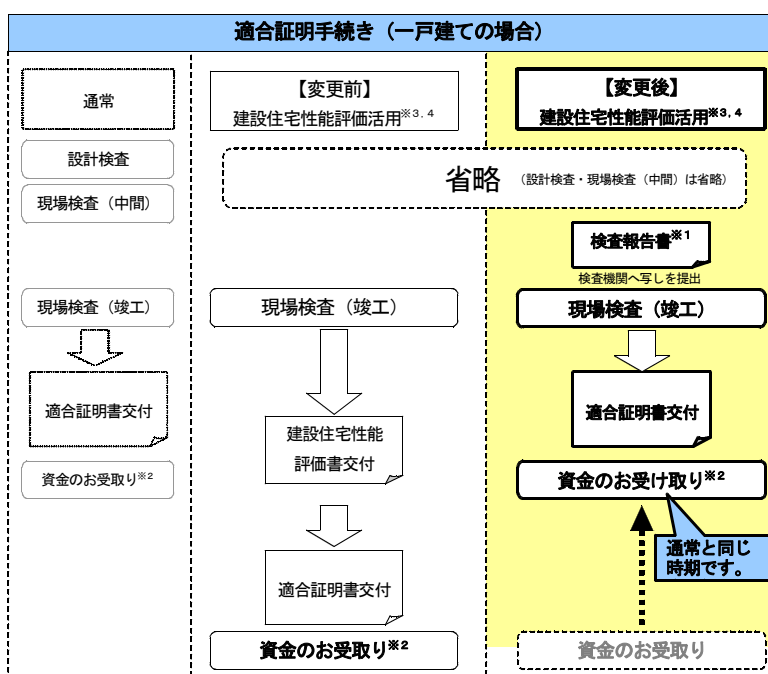 適合証明手続き（一戸建ての場合）
通常
設計検査
現場検査（中間）
現場検査（竣工）
適合証明書交付
資金のお受取り※2
【変更前】
建設住宅性能評価活用※3, 4
省略 （設計検査・現場検査（中間）は省略）
現場検査（竣工）
建設住宅性能
評価書交付
適合証明書交付
資金のお受取り※2
【変更後】
建設住宅性能評価活用※3, 4
検査報告書※1
検査機関へ写しを提出
現場検査（竣工）
適合証明書交付
資金のお受け取り※2
通常と同じ
時期です。
資金のお受取り